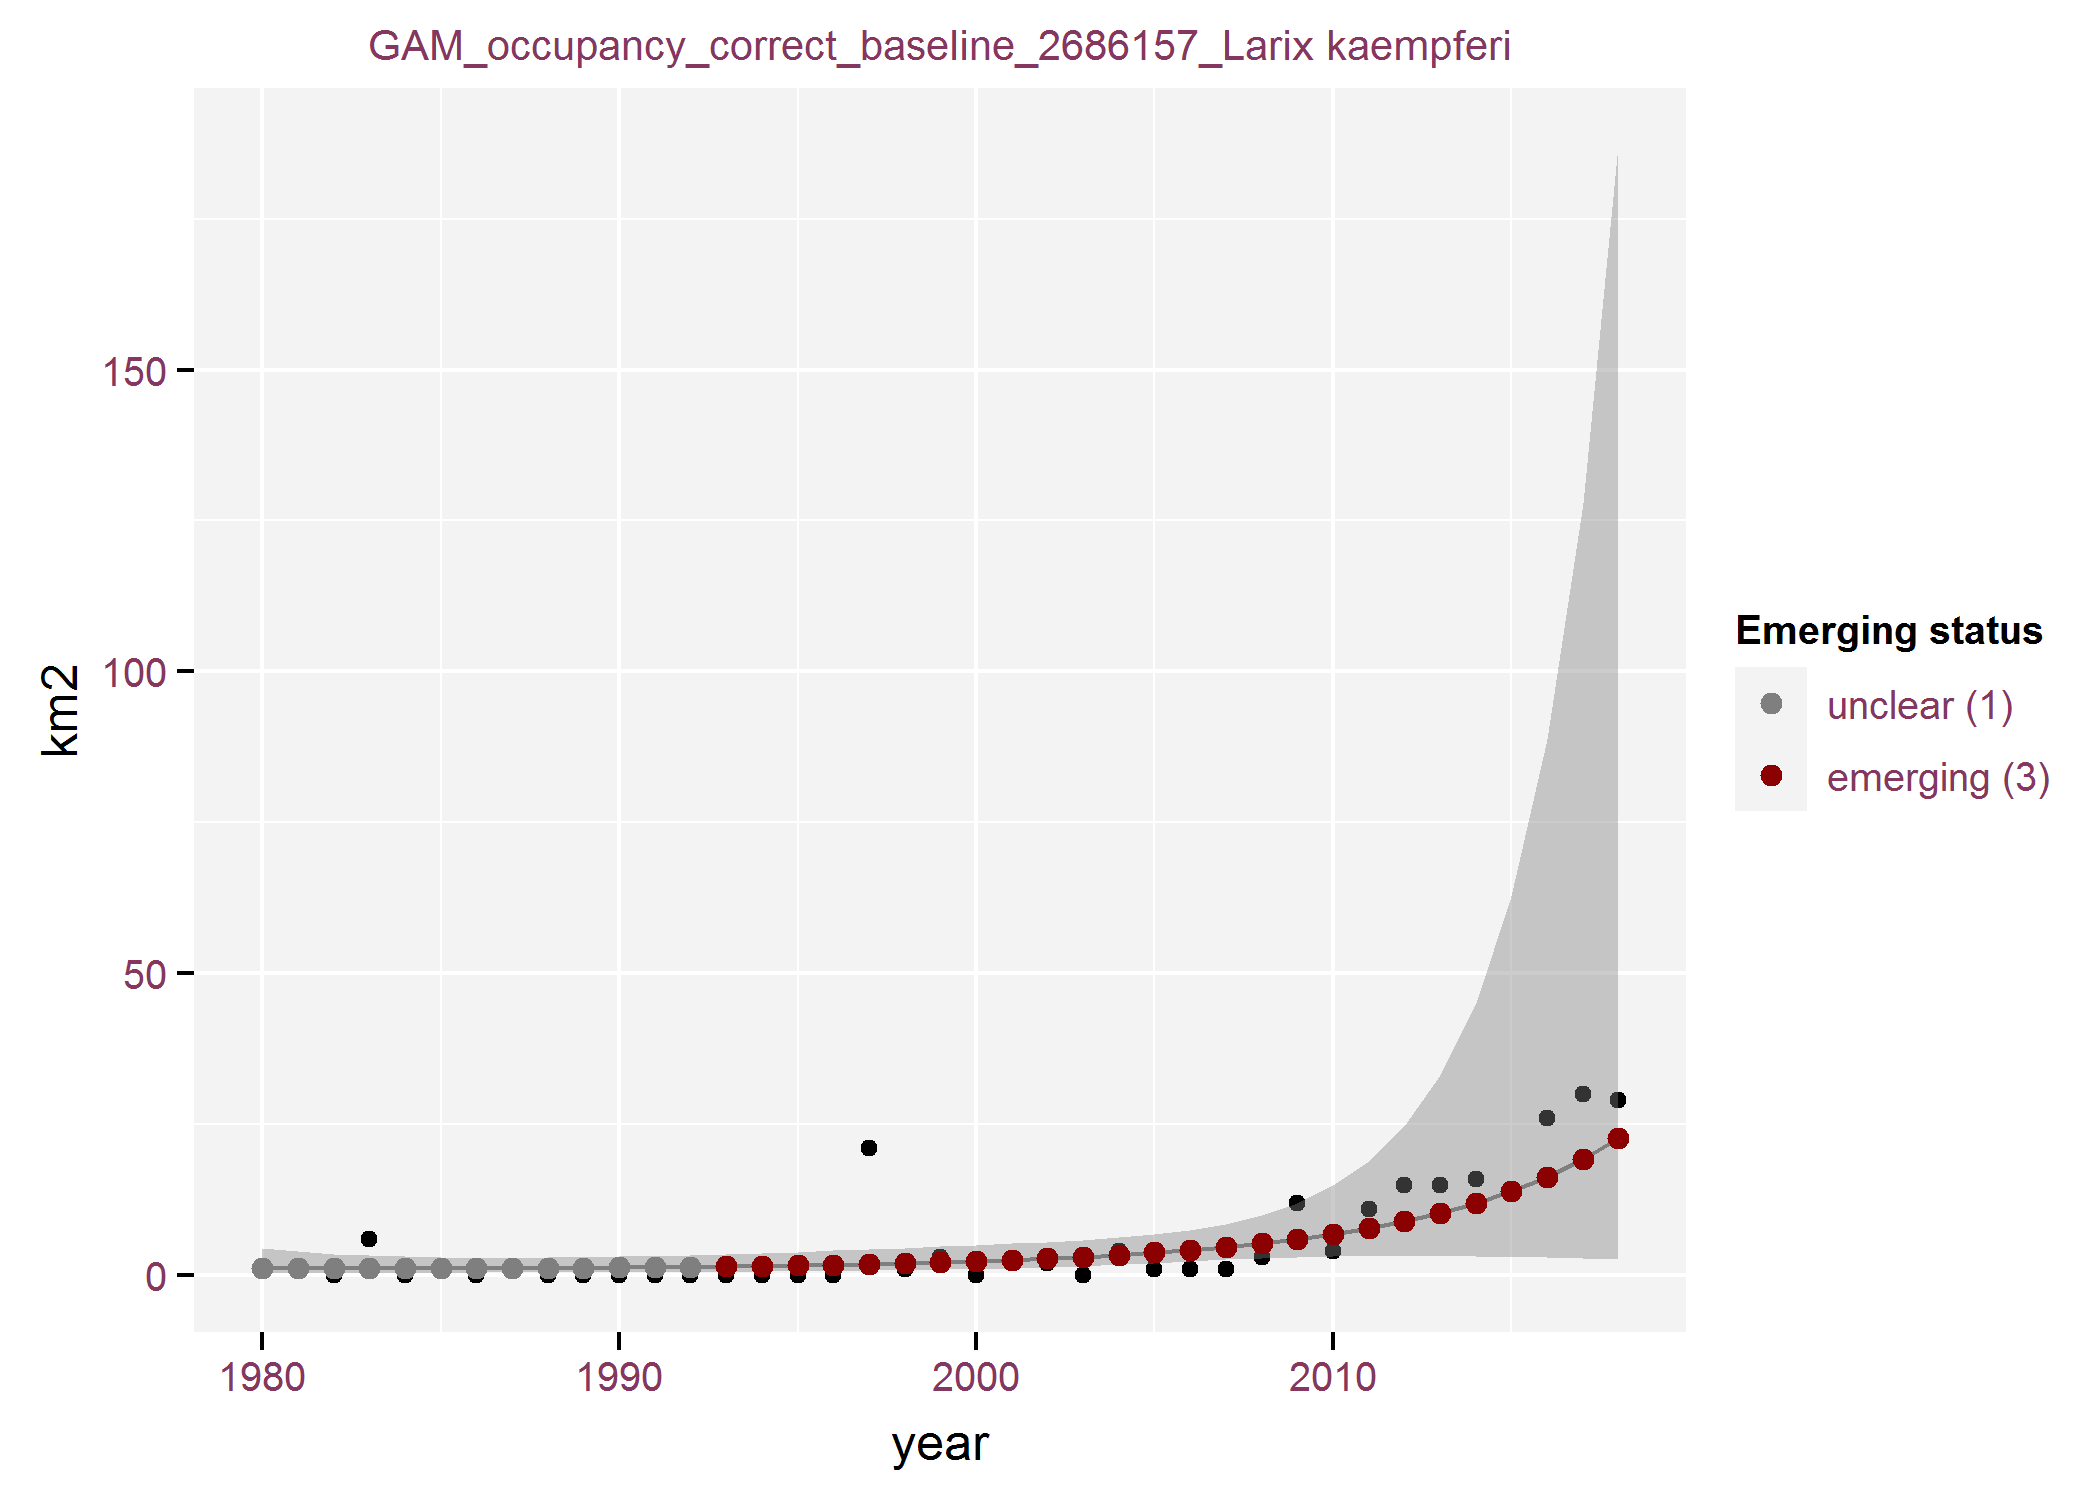 GAM_occupancy_correct_baseline_2686157_Larix kaempferi
150
100
50
0
km2
1980 1990 2000 2010
year
Emerging status
unclear (1)
emerging (3)